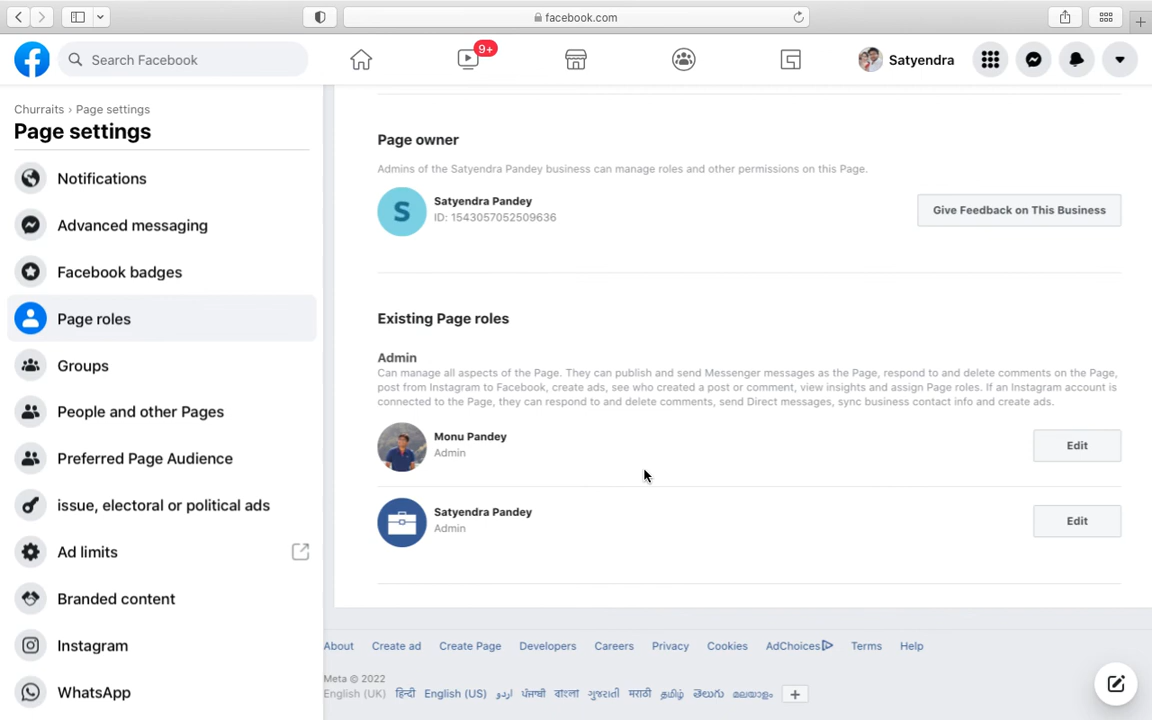 facebook.com
Search Facebook
9+
Satyendra
Churraits › Page settings
Page settings
Notifications
Advanced messaging
Facebook badges
Page roles
Groups
People and other Pages
Preferred Page Audience
issue, electoral or political ads
Ad limits
Branded content
Instagram
WhatsApp
Page owner
Admins of the Satyendra Pandey business can manage roles and other permissions on this Page.
S
Satyendra Pandey
ID: 1543057052509636
Give Feedback on This Business
Existing Page roles
Admin
Can manage all aspects of the Page. They can publish and send Messenger messages as the Page, respond to and delete comments on the Page,
post from Instagram to Facebook, create ads, see who created a post or comment, view insights and assign Page roles. If an Instagram account is
connected to the Page, they can respond to and delete comments, send Direct messages, sync business contact info and create ads.
Monu Pandey
Admin
Edit
Satyendra Pandey
Admin
Edit
About Create ad Create Page Developers Careers Privacy Cookies AdChoices Terms Help
Meta © 2022
English (UK) हिन्दी English (US) اردو ਪੰਜਾਬੀ বাংলা ગુજરાતી मराठी தமிழ் తెలుగు മലയാളം +